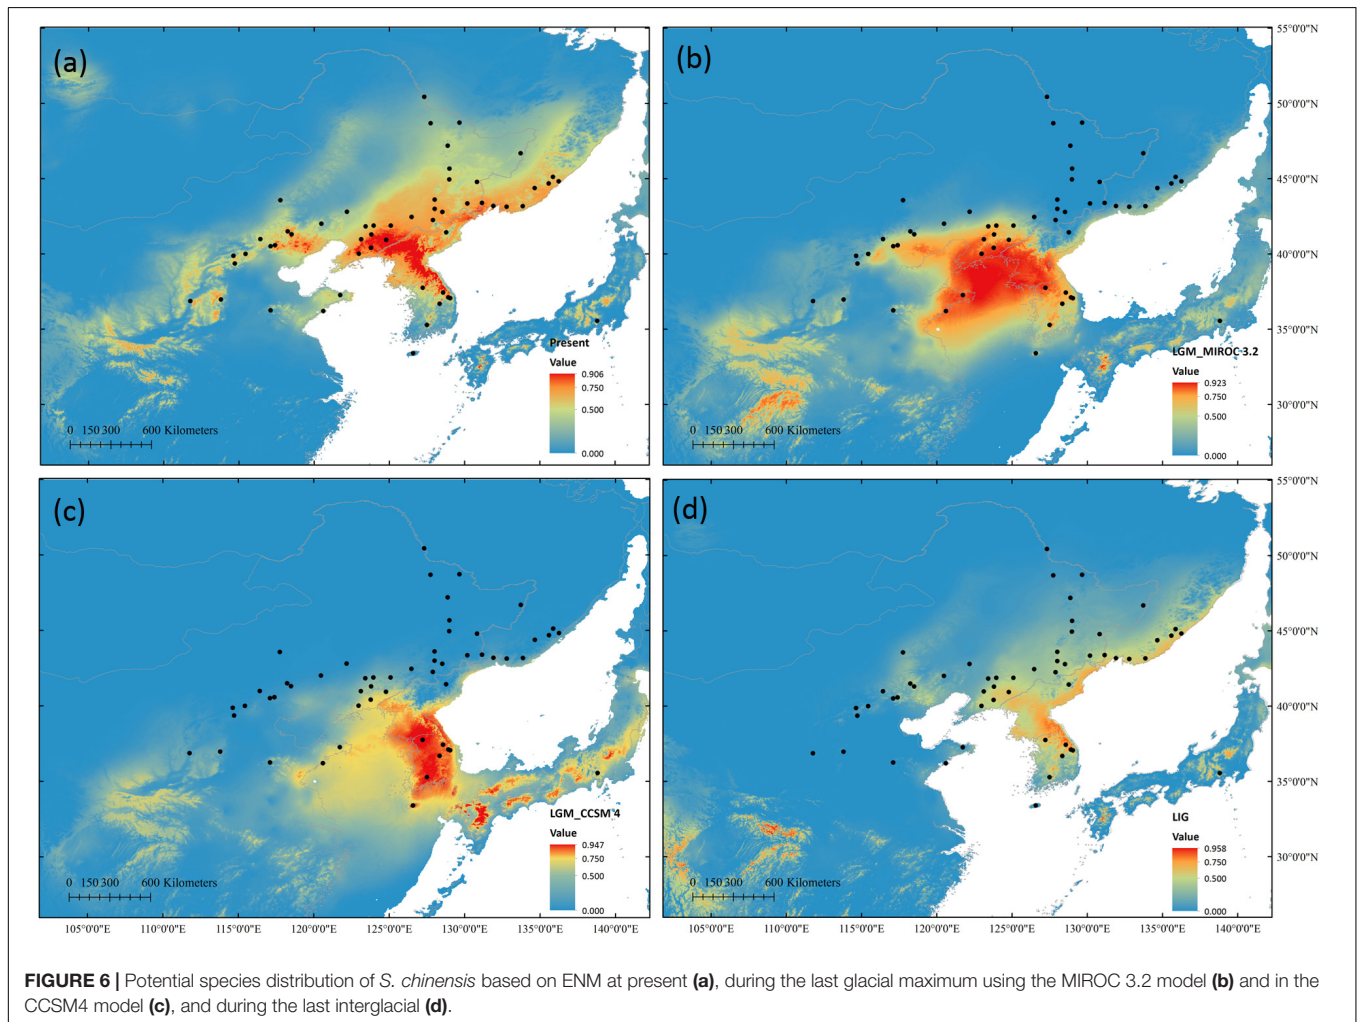 (a)
Present
Value
0.906
0.750
0.500
0.000
0 150 300 600 Kilometers
(b)
55°0'0"N
50°0'0"N
45°0'0"N
40°0'0"N
35°0'0"N
30°0'0"N
LGM_MIROC 3.2
Value
0.923
0.750
0.500
0.000
0 150 300 600 Kilometers
(c)
LGM_CCSM 4
Value
0.947
0.750
0.500
0.000
0 150 300 600 Kilometers
105°0'0"E 110°0'0"E 115°0'0"E 120°0'0"E 125°0'0"E 130°0'0"E 135°0'0"E 140°0'0"E
(d)
55°0'0"N
50°0'0"N
45°0'0"N
40°0'0"N
35°0'0"N
30°0'0"N
LIG
Value
0.958
0.750
0.500
0.000
0 150 300 600 Kilometers
105°0'0"E 110°0'0"E 115°0'0"E 120°0'0"E 125°0'0"E 130°0'0"E 135°0'0"E 140°0'0"E
FIGURE 6 | Potential species distribution of S. chinensis based on ENM at present (a), during the last glacial maximum using the MIROC 3.2 model (b) and in the
CCSM4 model (c), and during the last interglacial (d).